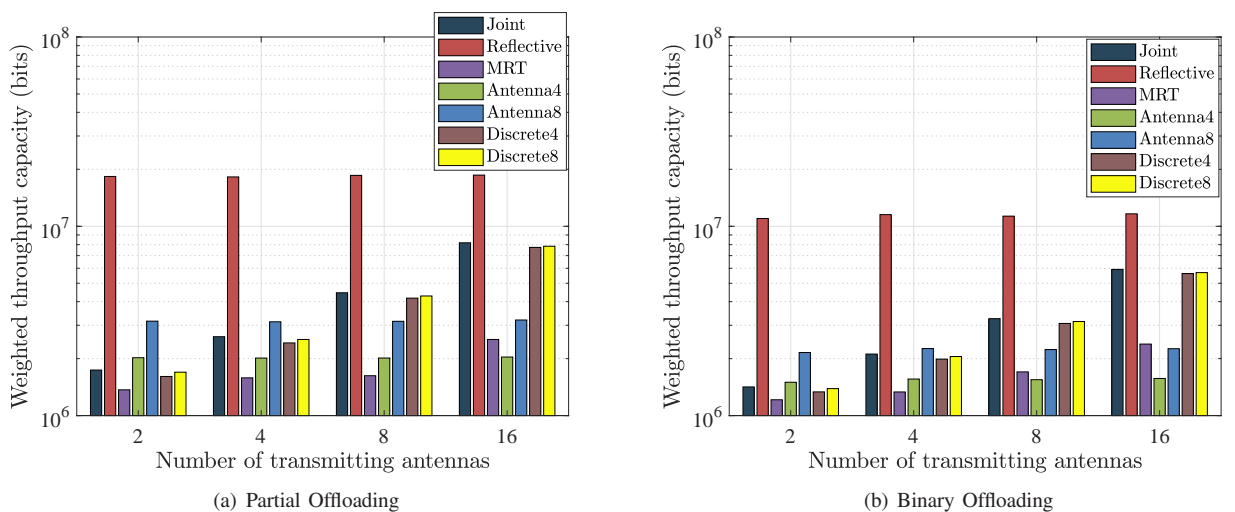 10^8
10^7
10^6
Weighted throughput capacity (bits)
Joint
Reflective
MRT
Antenna4
Antenna8
Discrete4
Discrete8
2 4 8 16
Number of transmitting antennas
(a) Partial Offloading
10^8
10^7
10^6
Weighted throughput capacity (bits)
Joint
Reflective
MRT
Antenna4
Antenna8
Discrete4
Discrete8
2 4 8 16
Number of transmitting antennas
(b) Binary Offloading